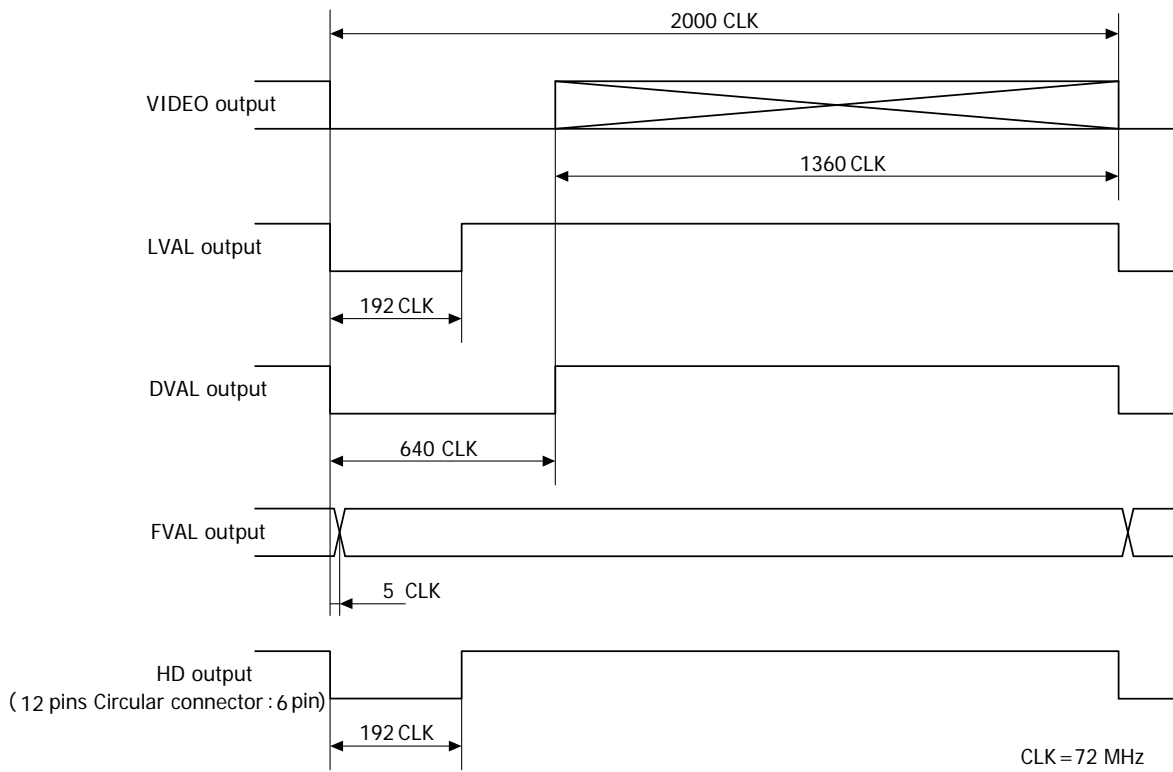 2000 CLK
VIDEO output
1360 CLK
LVAL output
192 CLK
DVAL output
640 CLK
FVAL output
5 CLK
HD output
(12 pins Circular connector : 6 pin)
192 CLK
CLK = 72 MHz